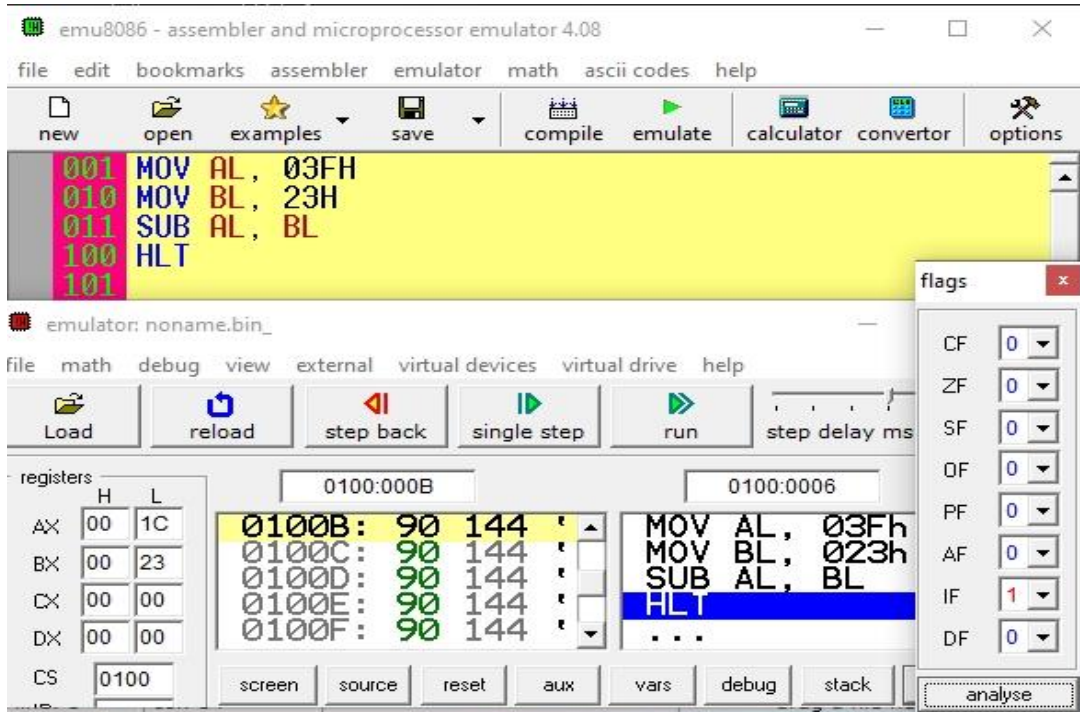 emu8086 - assembler and microprocessor emulator 4.08
file edit bookmarks assembler emulator math ascii codes help
new open examples save compile emulate calculator convertor options
001 MOV AL, 03FH
010 MOV BL, 23H
011 SUB AL, BL
100 HLT
101
flags
CF 0
ZF 0
SF 0
OF 0
PF 0
AF 0
IF 1
DF 0
analyse
emulator: noname.bin_
file math debug view external virtual devices virtual drive help
Load reload step back single step run step delay ms
registers
H L
AX 00 1C
BX 00 23
CX 00 00
DX 00 00
CS 0100
0100:000B
0100B: 90 144 '
0100C: 90 144 '
0100D: 90 144 '
0100E: 90 144 '
0100F: 90 144 '
0100:0006
MOV AL, 03Fh
MOV BL, 023h
SUB AL, BL
HLT
...
screen source reset aux vars debug stack